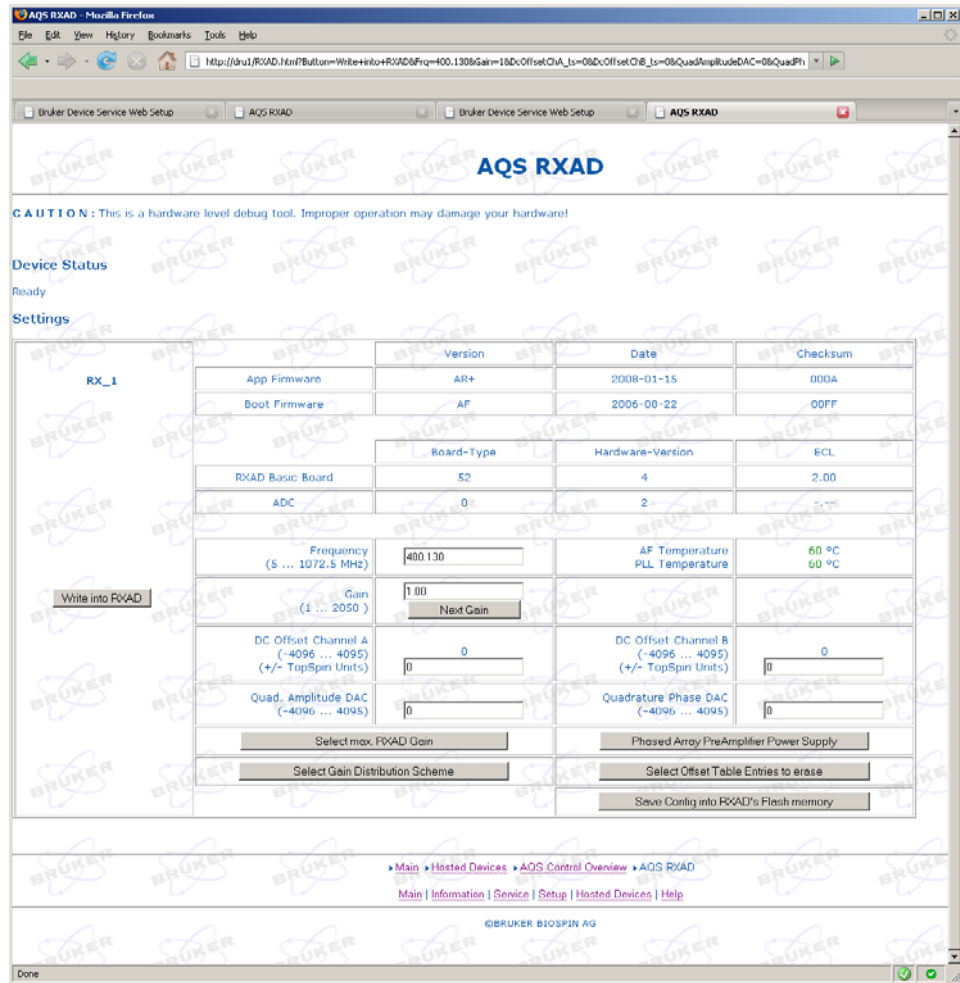 AQS RXAD - Mozilla Firefox
File Edit View History Bookmarks Tools Help
http://dru1/RXAD.html?Button=Write+into+RXAD&Frq=400.130&Gain=1&DcOffsetChA_ts=0&DcOffsetChB_ts=0&QuadAmplitudeDAC=0&QuadPh
Bruker Device Service Web Setup AQS RXAD Bruker Device Service Web Setup AQS RXAD
AQS RXAD
CAUTION: This is a hardware level debug tool. Improper operation may damage your hardware!
Device Status
Ready
Settings
Version Date Checksum
RX_1 App Firmware AR+ 2008-01-15 000A
Boot Firmware AF 2006-08-22 00FF
Board-Type Hardware-Version ECL
RXAD Basic Board 52 4 2.00
ADC 0 2 -.--
Frequency 400.130 AF Temperature 60 °C
(5 ... 1072.5 MHz) PLL Temperature 60 °C
Write into RXAD Gain 1.00
(1 ... 2050 ) Next Gain
DC Offset Channel A DC Offset Channel B
(-4096 ... 4095) 0 (-4096 ... 4095) 0
(+/- TopSpin Units) 0 (+/- TopSpin Units) 0
Quad. Amplitude DAC Quadrature Phase DAC
(-4096 ... 4095) 0 (-4096 ... 4095) 0
Select max. RXAD Gain Phased Array PreAmplifier Power Supply
Select Gain Distribution Scheme Select Offset Table Entries to erase
Save Config into RXAD's Flash memory
Main Hosted Devices AQS Control Overview AQS RXAD
Main | Information | Service | Setup | Hosted Devices | Help
©BRUKER BIOSPIN AG
Done